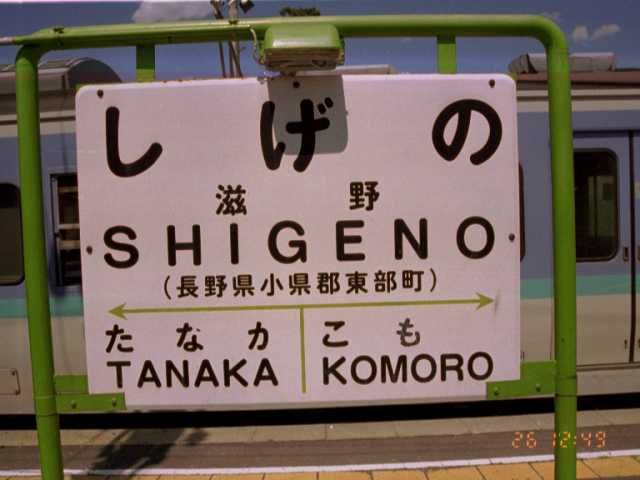 しげの
滋野
SHIGENO
(長野県小県郡東部町)
たなか こも
TANAKA KOMORO
26 12:49